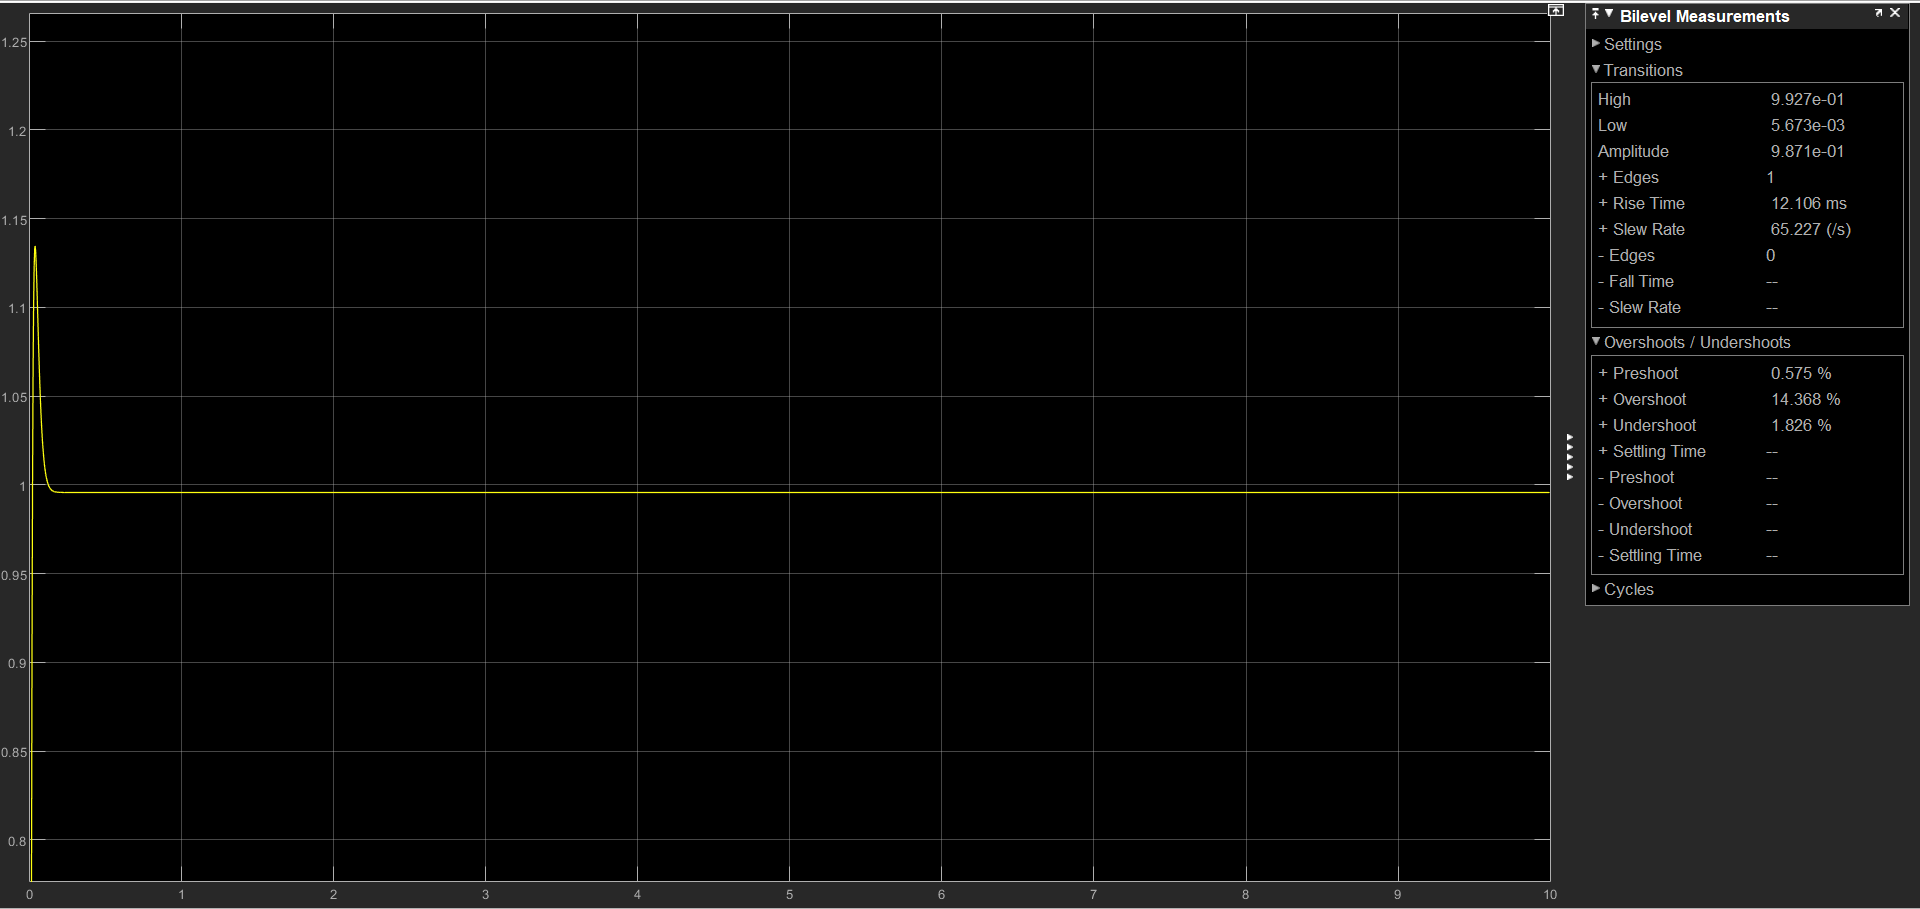 1.25
1.2
1.15
1.1
1.05
1
0.95
0.9
0.85
0.8
0 1 2 3 4 5 6 7 8 9 10
Bilevel Measurements
Settings
Transitions
High 9.927e-01
Low 5.673e-03
Amplitude 9.871e-01
+ Edges 1
+ Rise Time 12.106 ms
+ Slew Rate 65.227 (/s)
- Edges 0
- Fall Time --
- Slew Rate --
Overshoots / Undershoots
+ Preshoot 0.575 %
+ Overshoot 14.368 %
+ Undershoot 1.826 %
+ Settling Time --
- Preshoot --
- Overshoot --
- Undershoot --
- Settling Time --
Cycles